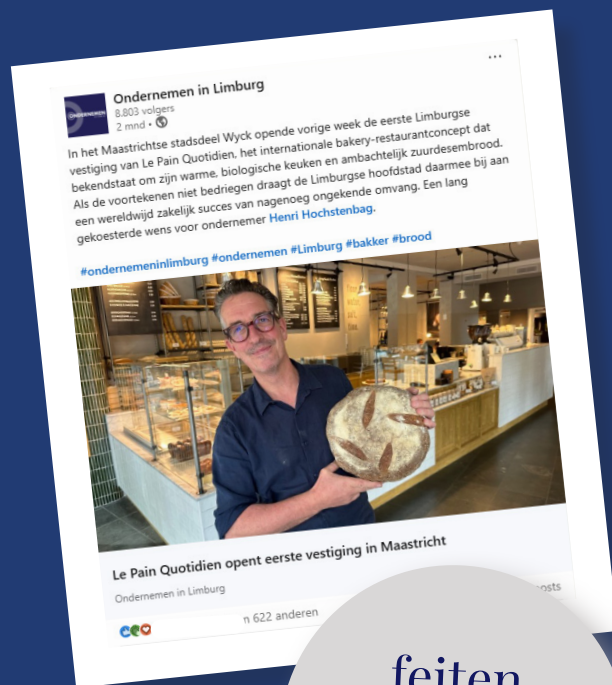 Ondernemen in Limburg
8.803 volgers
2 mnd •
In het Maastrichtse stadsdeel Wyck opende vorige week de eerste Limburgse
vestiging van Le Pain Quotidien, het internationale bakery-restaurantconcept dat
bekendstaat om zijn warme, biologische keuken en ambachtelijk zuurdesembrood.
Als de voortekenen niet bedriegen draagt de Limburgse hoofdstad daarmee bij aan
een wereldwijd zakelijk succes van nagenoeg ongekende omvang. Een lang
gekoesterde wens voor ondernemer Henri Hochstenbag.
#ondernemeninlimburg #ondernemen #Limburg #bakker #brood
Le Pain Quotidien opent eerste vestiging in Maastricht
Ondernemen in Limburg
n 622 anderen
feiten